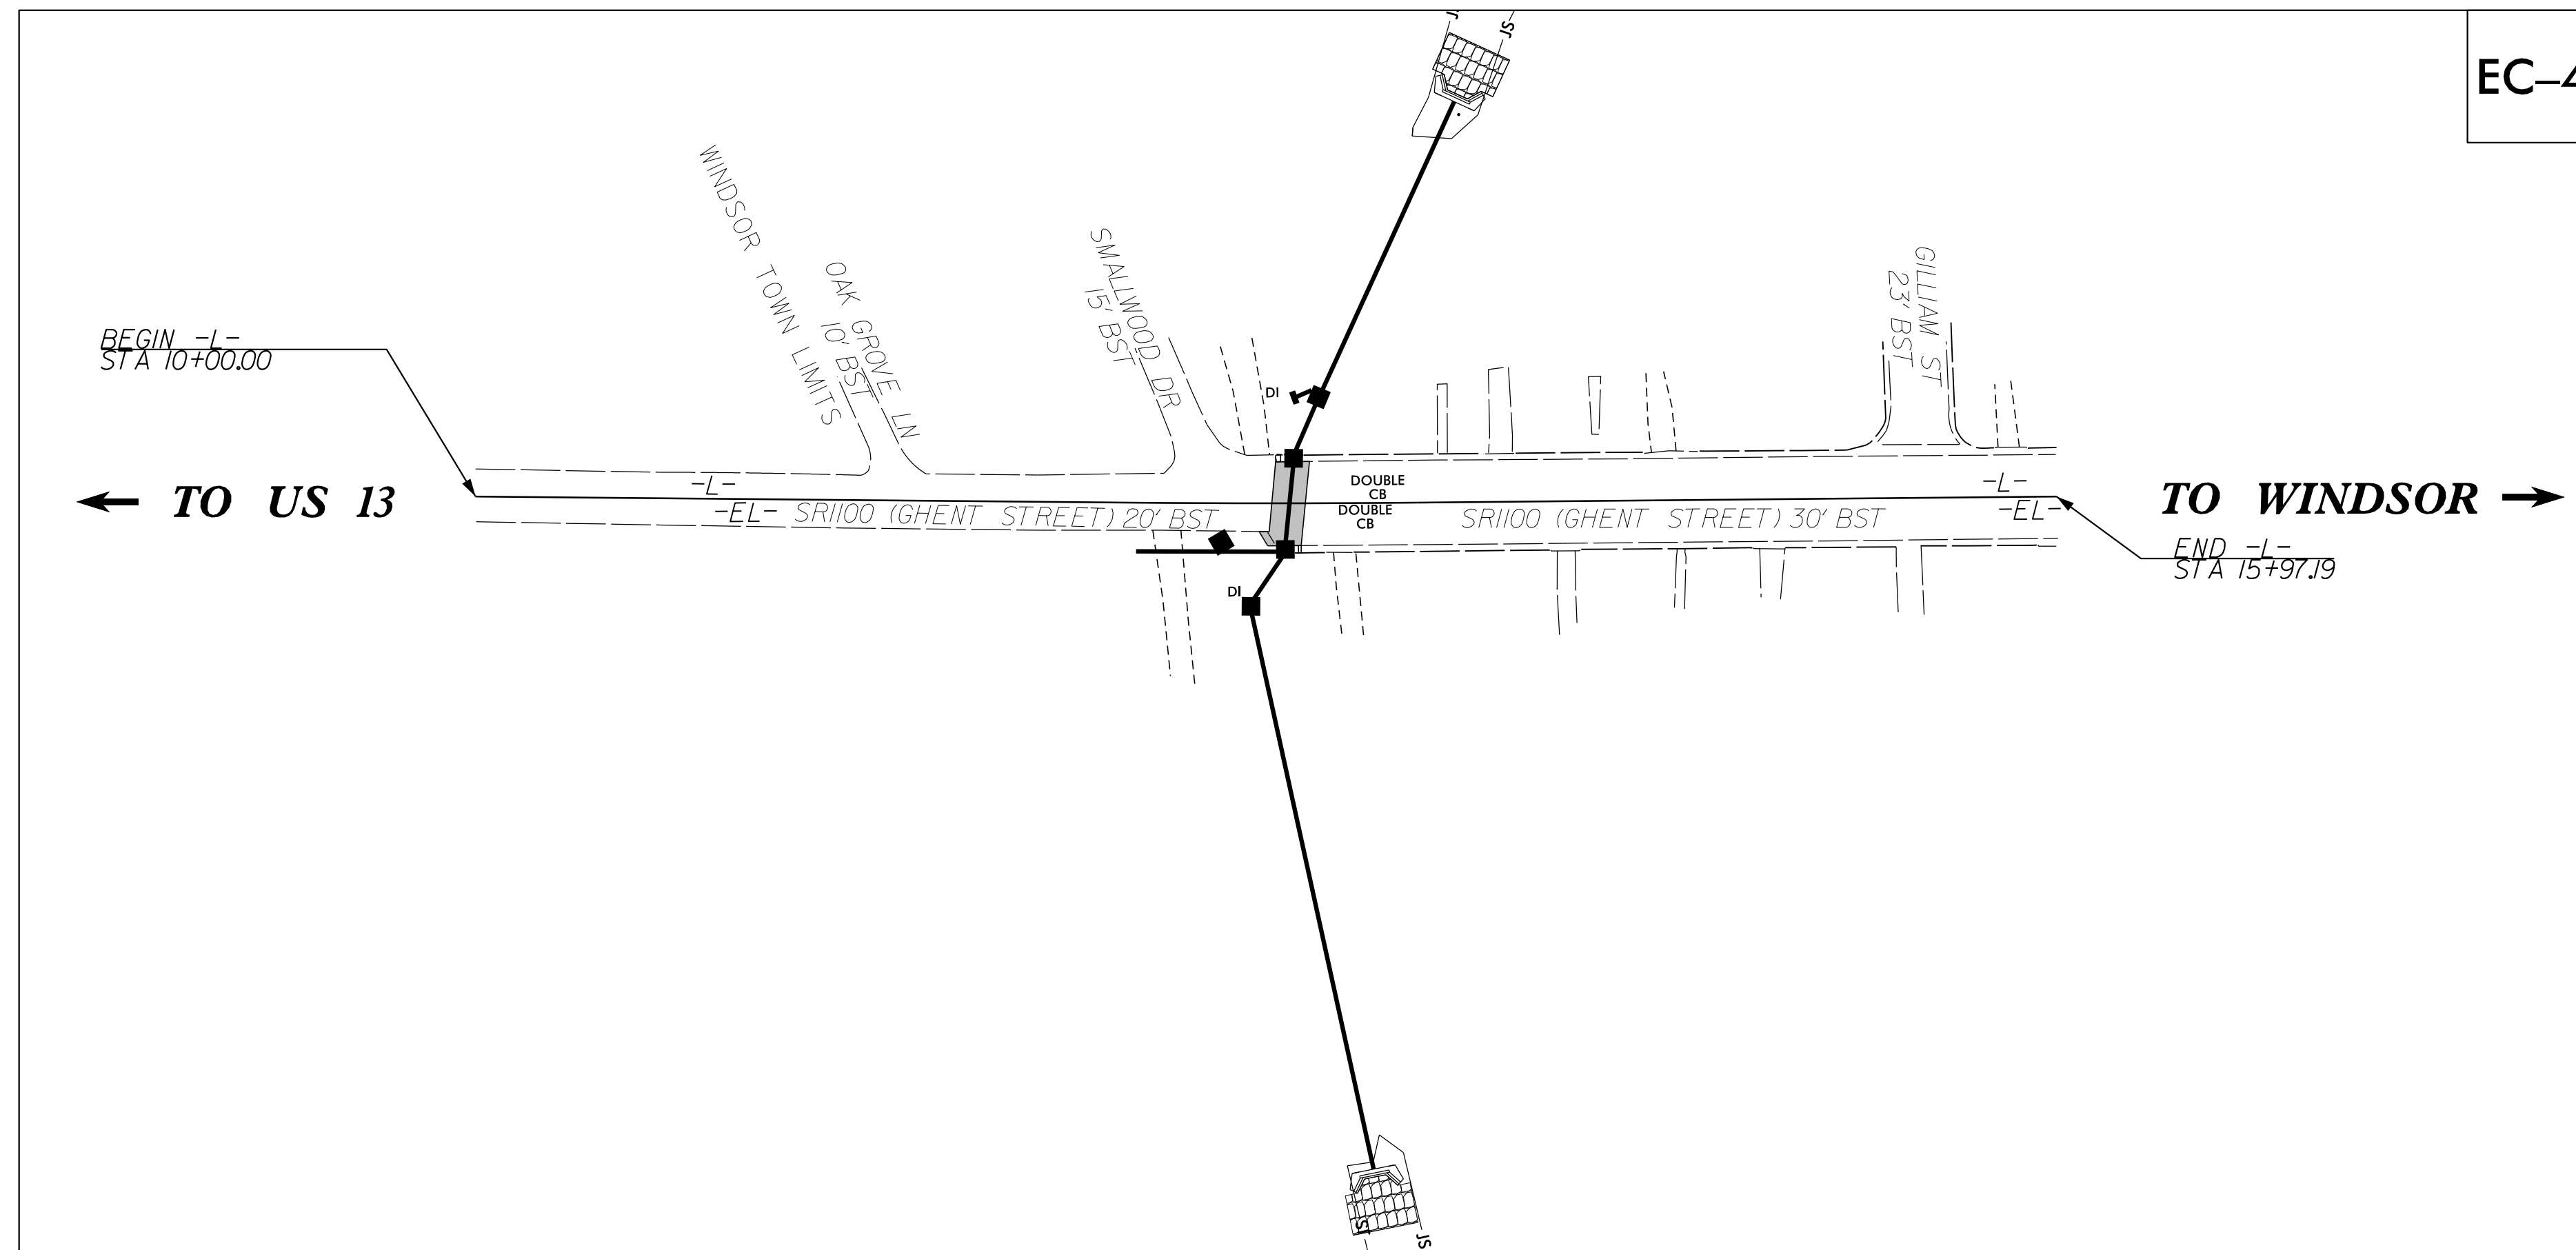 JS
EC-4
WINDSOR TOWN LIMITS
OAK GROVE LN
10' BST
SMALLWOOD DR
15' BST
GILLIAM ST
23' BST
BEGIN -L-
STA 10+00.00
DI
TO US 13
-L-
-EL- SR1100 (GHENT STREET) 20' BST
DOUBLE
CB
DOUBLE
CB
SR1100 (GHENT STREET) 30' BST
-L-
-EL-
TO WINDSOR
END -L-
STA 15+97.19
DI
JS
JS